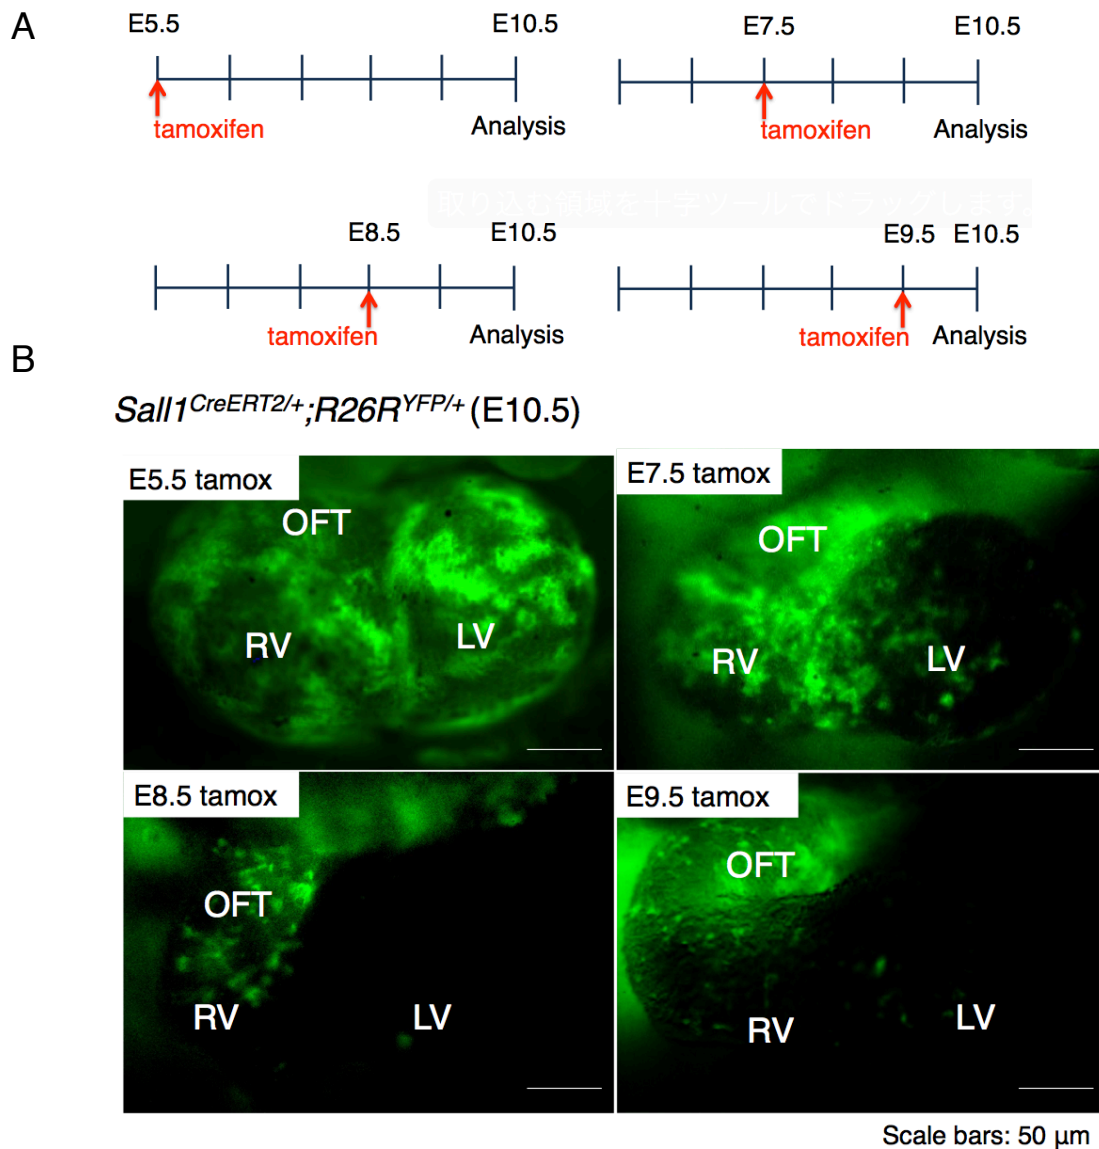 A
E5.5 E10.5
tamoxifen Analysis
E7.5 E10.5
tamoxifen Analysis
取り込む領域を十字ツールでドラッグします。
E8.5 E10.5
tamoxifen Analysis
E9.5 E10.5
tamoxifen Analysis
B
Sall1CreERT2/+;R26RYFP/+ (E10.5)
E5.5 tamox
OFT
RV
LV
E7.5 tamox
OFT
RV
LV
E8.5 tamox
OFT
RV
LV
E9.5 tamox
OFT
RV
LV
Scale bars: 50 μm